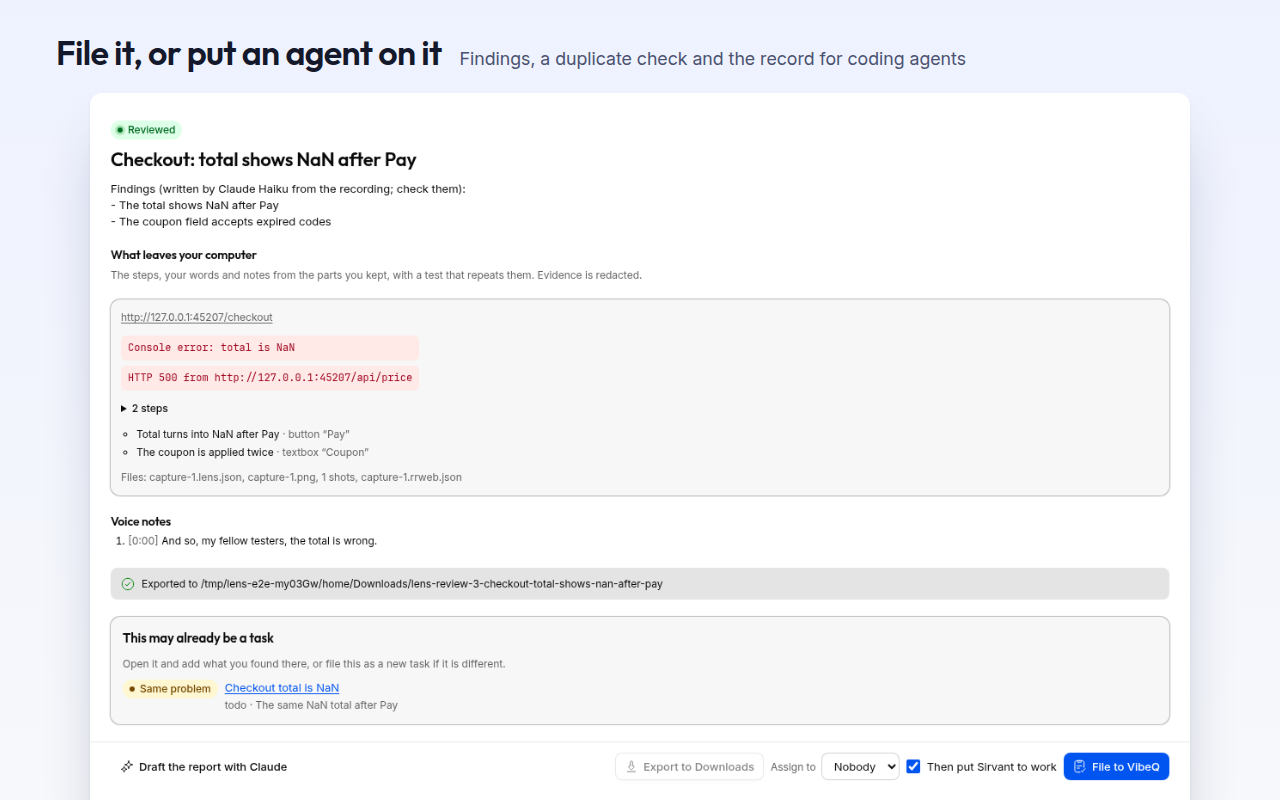 File it, or put an agent on it Findings, a duplicate check and the record for coding agents
Reviewed
Checkout: total shows NaN after Pay
Findings (written by Claude Haiku from the recording; check them):
- The total shows NaN after Pay
- The coupon field accepts expired codes
What leaves your computer
The steps, your words and notes from the parts you kept, with a test that repeats them. Evidence is redacted.
http://127.0.0.1:45207/checkout
Console error: total is NaN
HTTP 500 from http://127.0.0.1:45207/api/price
2 steps
Total turns into NaN after Pay · button “Pay”
The coupon is applied twice · textbox “Coupon”
Files: capture-1.lens.json, capture-1.png, 1 shots, capture-1.rrweb.json
Voice notes
1. [0:00] And so, my fellow testers, the total is wrong.
Exported to /tmp/lens-e2e-my03Gw/home/Downloads/lens-review-3-checkout-total-shows-nan-after-pay
This may already be a task
Open it and add what you found there, or file this as a new task if it is different.
Same problem Checkout total is NaN
todo · The same NaN total after Pay
Draft the report with Claude Export to Downloads Assign to Nobody Then put Sirvant to work File to VibeQ